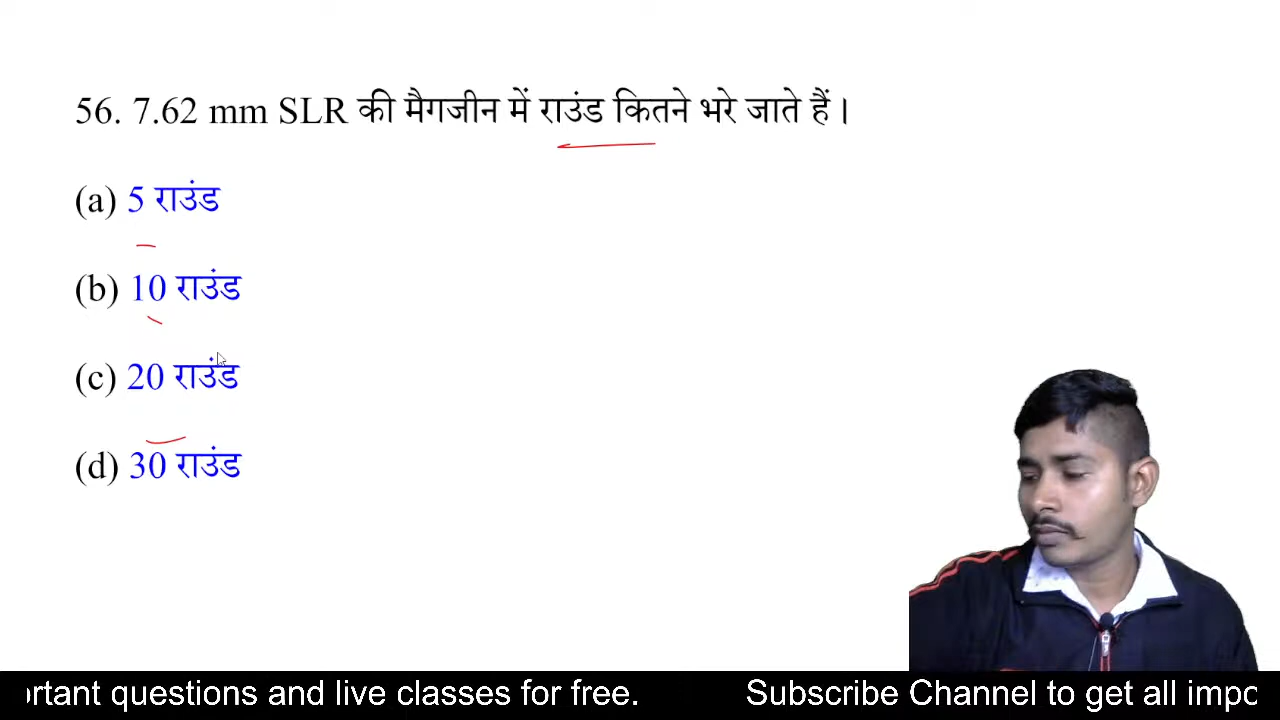 56. 7.62 mm SLR की मैगजीन में राउंड कितने भरे जाते हैं।
(a) 5 राउंड
(b) 10 राउंड
(c) 20 राउंड
(d) 30 राउंड
rtant questions and live classes for free. Subscribe Channel to get all impo